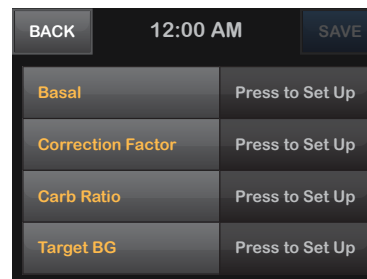 BACK 12:00 AM SAVE
Basal Press to Set Up
Correction Factor Press to Set Up
Carb Ratio Press to Set Up
Target BG Press to Set Up